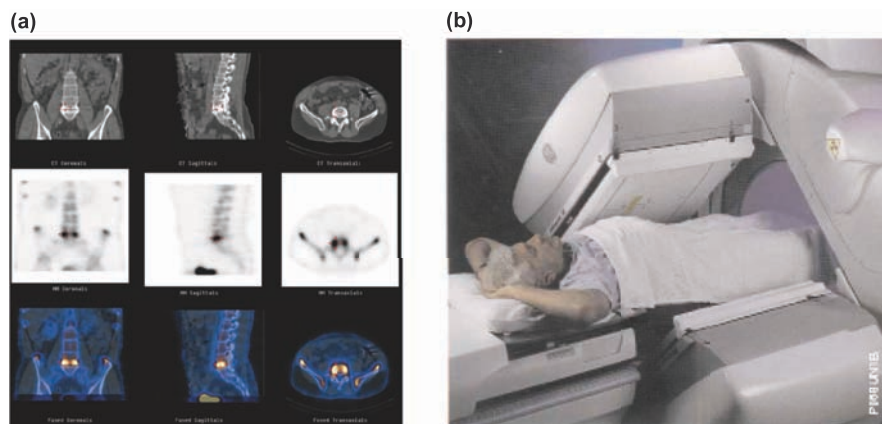 (a)
(b)
CT Coronals
CT Sagittals
CT Transaxials
NM Coronals
NM Sagittals
NM Transaxials
Fused Coronals
Fused Sagittals
Fused Transaxials